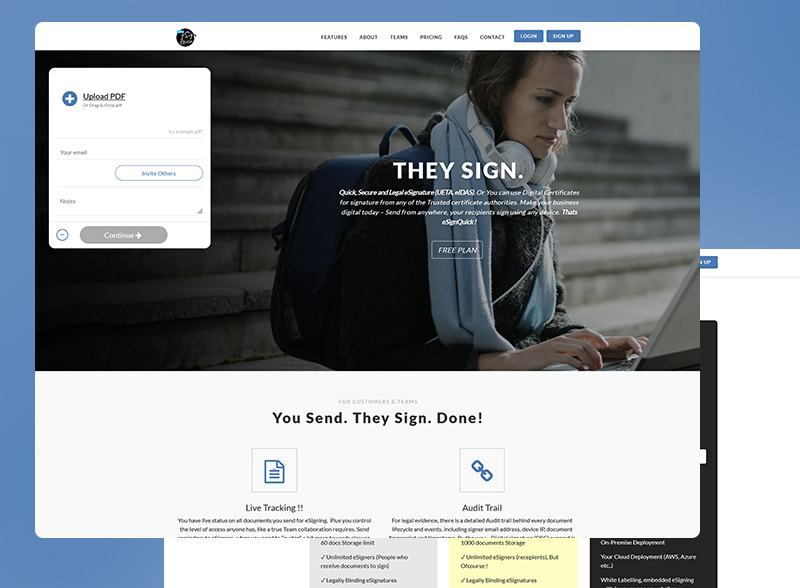 FEATURES ABOUT TEAMS PRICING FAQS CONTACT LOGIN SIGN UP
Upload PDF
Or Drag-&-Drop pdf
try a sample pdf?
Your email
Invite Others
Notes
Continue
THEY SIGN.
Quick, Secure and Legal eSignature (UETA, eIDAS). Or You can use Digital Certificates
for signature from any of the Trusted certificate authorities. Make your business
digital today – Send from anywhere, your recipients sign using any device. Thats
eSignQuick !
FREE PLAN
UP
FOR CUSTOMERS & TEAMS
You Send. They Sign. Done!
Live Tracking !!
You have live status on all documents you send for eSigning. Plus you control
the level of access anyone has, like a true Team collaboration requires. Send
Audit Trail
For legal evidence, there is a detailed Audit trail behind every document
lifecycle and events, including signer email address, device IP, document
60 docs Storage limit
✓ Unlimited eSigners (People who
receive documents to sign)
✓ Legally Binding eSignatures
1000 documents Storage
✓ Unlimited eSigners (recepients), But
Ofcourse !
✓ Legally Binding eSignatures
On-Premise Deployment
Your Cloud Deployment (AWS, Azure
etc..)
White Labelling, embedded eSigning